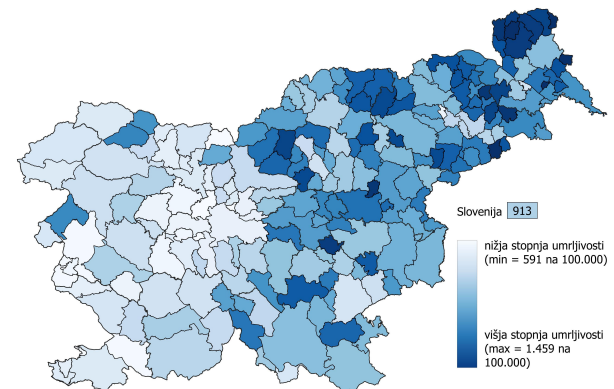 Slovenija 913
nižja stopnja umrljivosti
(min = 591 na 100.000)
višja stopnja umrljivosti
(max = 1.459 na
100.000)